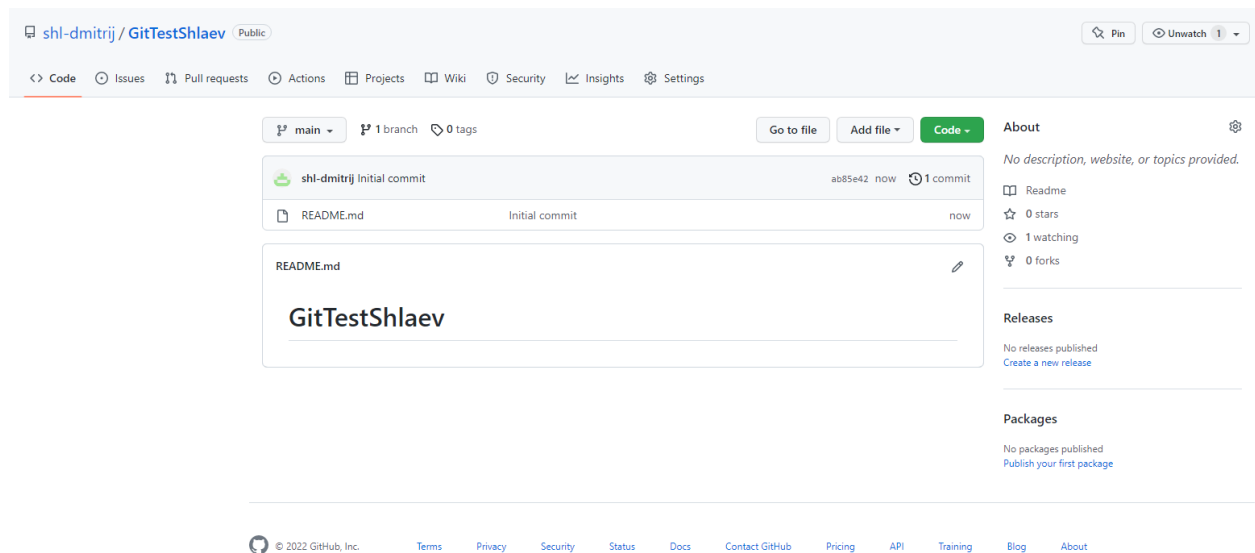 shl-dmitrij / GitTestShlaev Public
Pin Unwatch 1
Code Issues Pull requests Actions Projects Wiki Security Insights Settings
main 1 branch 0 tags Go to file Add file Code
shl-dmitrij Initial commit ab85e42 now 1 commit
README.md Initial commit now
README.md
GitTestShlaev
About
No description, website, or topics provided.
Readme
0 stars
1 watching
0 forks
Releases
No releases published
Create a new release
Packages
No packages published
Publish your first package
© 2022 GitHub, Inc. Terms Privacy Security Status Docs Contact GitHub Pricing API Training Blog About